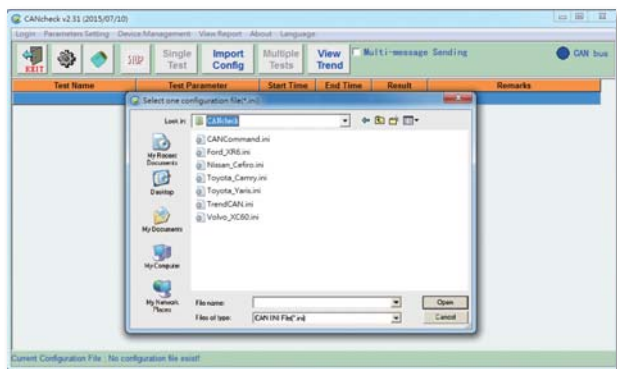 CANcheck v2.31 (2015/07/10)
Login Parameters Setting Device Management View Report About Language
EXIT STOP Single Test Import Config Multiple Tests View Trend Multi-message Sending CAN bus
Test Name Test Parameter Start Time End Time Result Remarks
Select one configuration file(*.ini)
Look in: CANcheck
CANCommand.ini
Ford_XR6.ini
Nissan_Cefiro.ini
Toyota_Camry.ini
Toyota_Yaris.ini
TrendCAN.ini
Volvo_XC60.ini
My Recent Documents
Desktop
My Documents
My Computer
My Network Places
File name: Open
Files of type: CAN INI File(*.ini) Cancel
Current Configuration File : No configuration file exist!